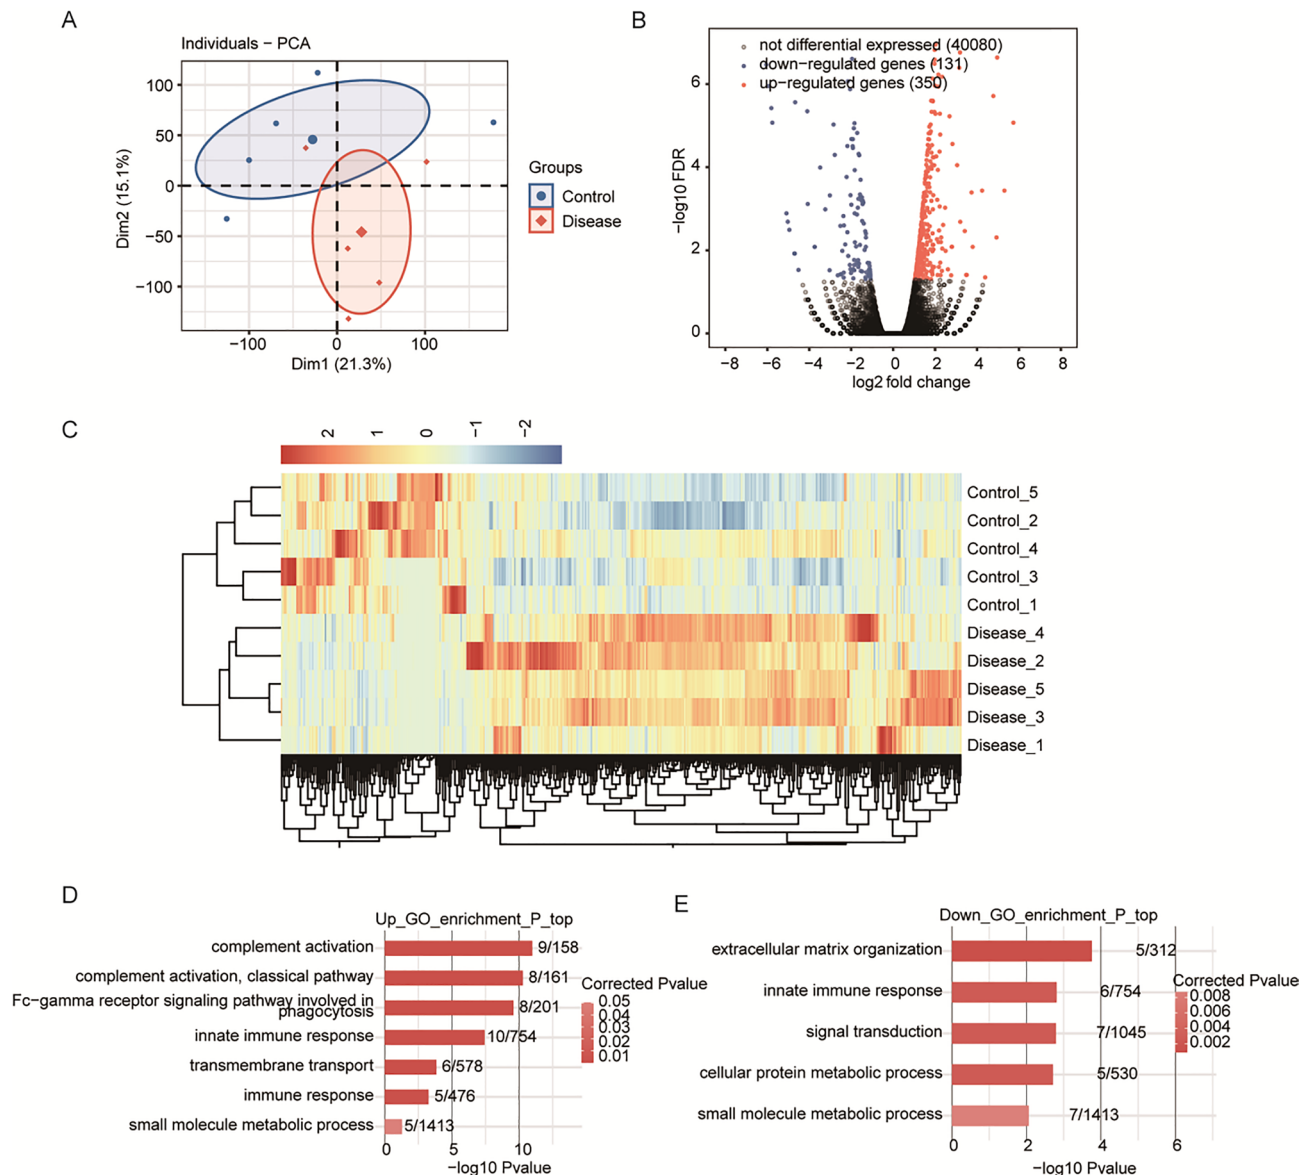 A
Individuals − PCA
100
50
0
−50
−100
Dim2 (15.1%)
−100
0
100
Dim1 (21.3%)
Groups
Control
Disease
B
not differential expressed (40080)
down-regulated genes (131)
up-regulated genes (350)
6
4
2
0
−log10 FDR
−8
−6
−4
−2
0
2
4
6
8
log2 fold change
C
2
1
0
-1
-2
Control_5
Control_2
Control_4
Control_3
Control_1
Disease_4
Disease_2
Disease_5
Disease_3
Disease_1
D
Up_GO_enrichment_P_top
complement activation
9/158
complement activation, classical pathway
8/161
Fc−gamma receptor signaling pathway involved in
phagocytosis
8/201
innate immune response
10/754
transmembrane transport
6/578
immune response
5/476
small molecule metabolic process
5/1413
0
5
10
−log10 Pvalue
Corrected Pvalue
0.05
0.04
0.03
0.02
0.01
E
Down_GO_enrichment_P_top
extracellular matrix organization
5/312
innate immune response
6/754
signal transduction
7/1045
cellular protein metabolic process
5/530
small molecule metabolic process
7/1413
0
2
4
6
−log10 Pvalue
Corrected Pvalue
0.008
0.006
0.004
0.002